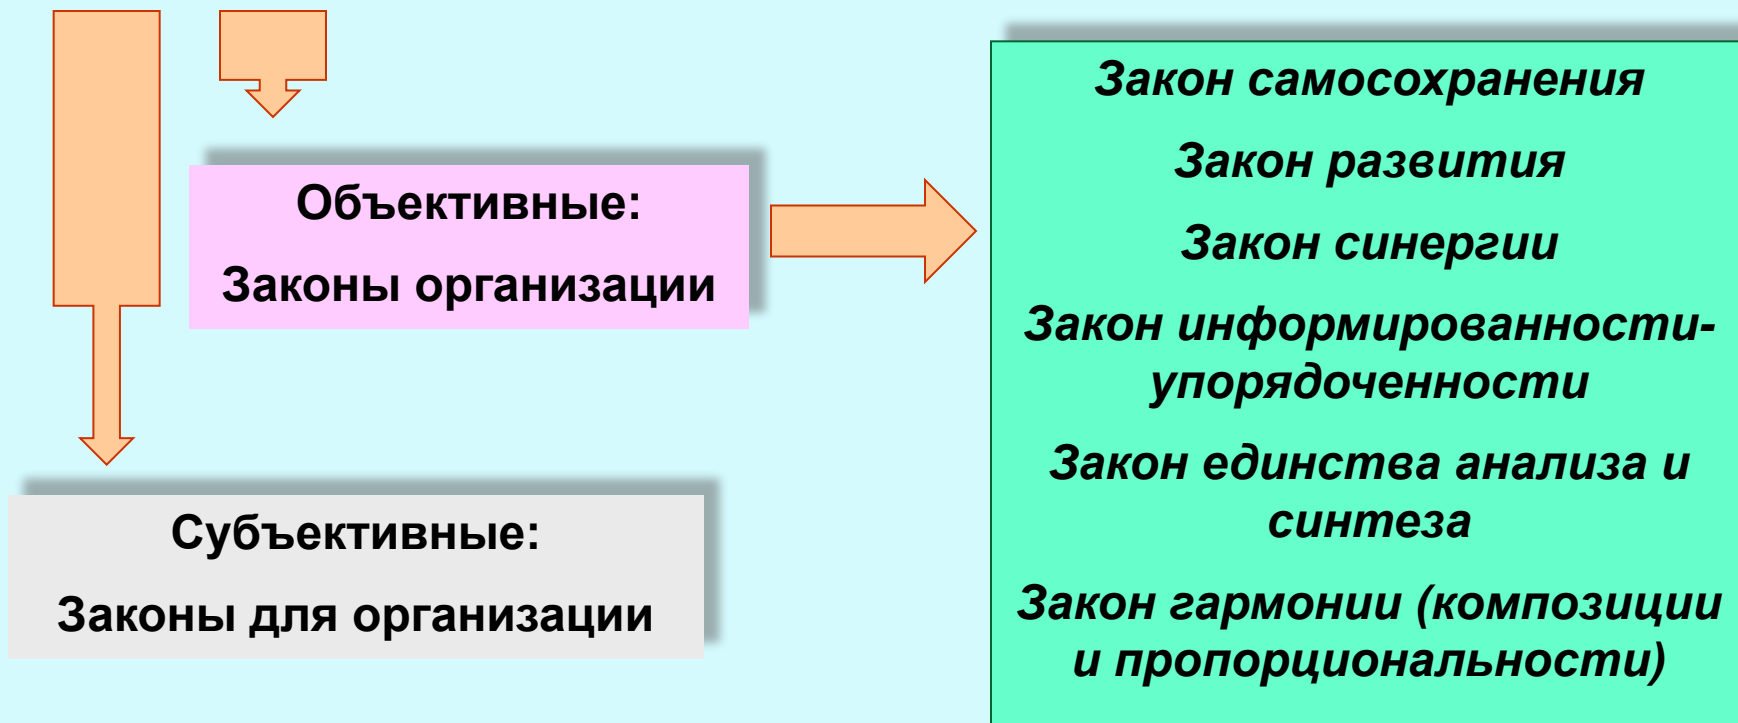 Объективные:
Законы организации
Субъективные:
Законы для организации
Закон самосохранения
Закон развития
Закон синергии
Закон информированности-
упорядоченности
Закон единства анализа и
синтеза
Закон гармонии (композиции
и пропорциональности)